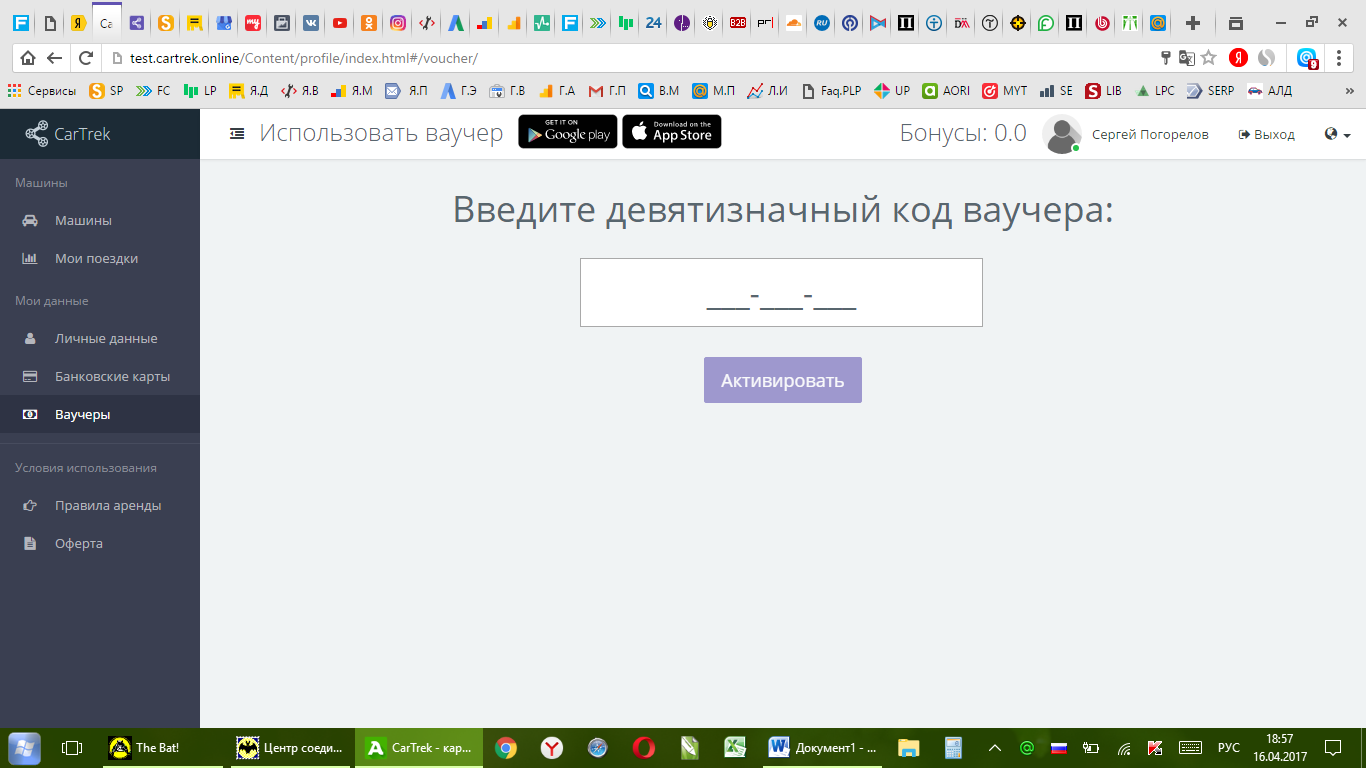 Ca
24
B2B
RU
test.cartrek.online/Content/profile/index.html#/voucher/
9
Сервисы SP FC LP Я.Д Я.В Я.М Я.П Г.Э Г.В Г.А Г.П В.М М.П Л.И Faq.PLP UP AORI MYT SE LIB LPC SERP АЛД »
CarTrek
Использовать ваучер
GET IT ON
Google play
Download on the
App Store
Бонусы: 0.0
Сергей Погорелов
Выход
Машины
Машины
Мои поездки
Мои данные
Личные данные
Банковские карты
Ваучеры
Условия использования
Правила аренды
Оферта
Введите девятизначный код ваучера:
___-___-___
Активировать
The Bat!
Центр соеди...
CarTrek - кар...
Документ1 - ...
РУС
18:57
16.04.2017